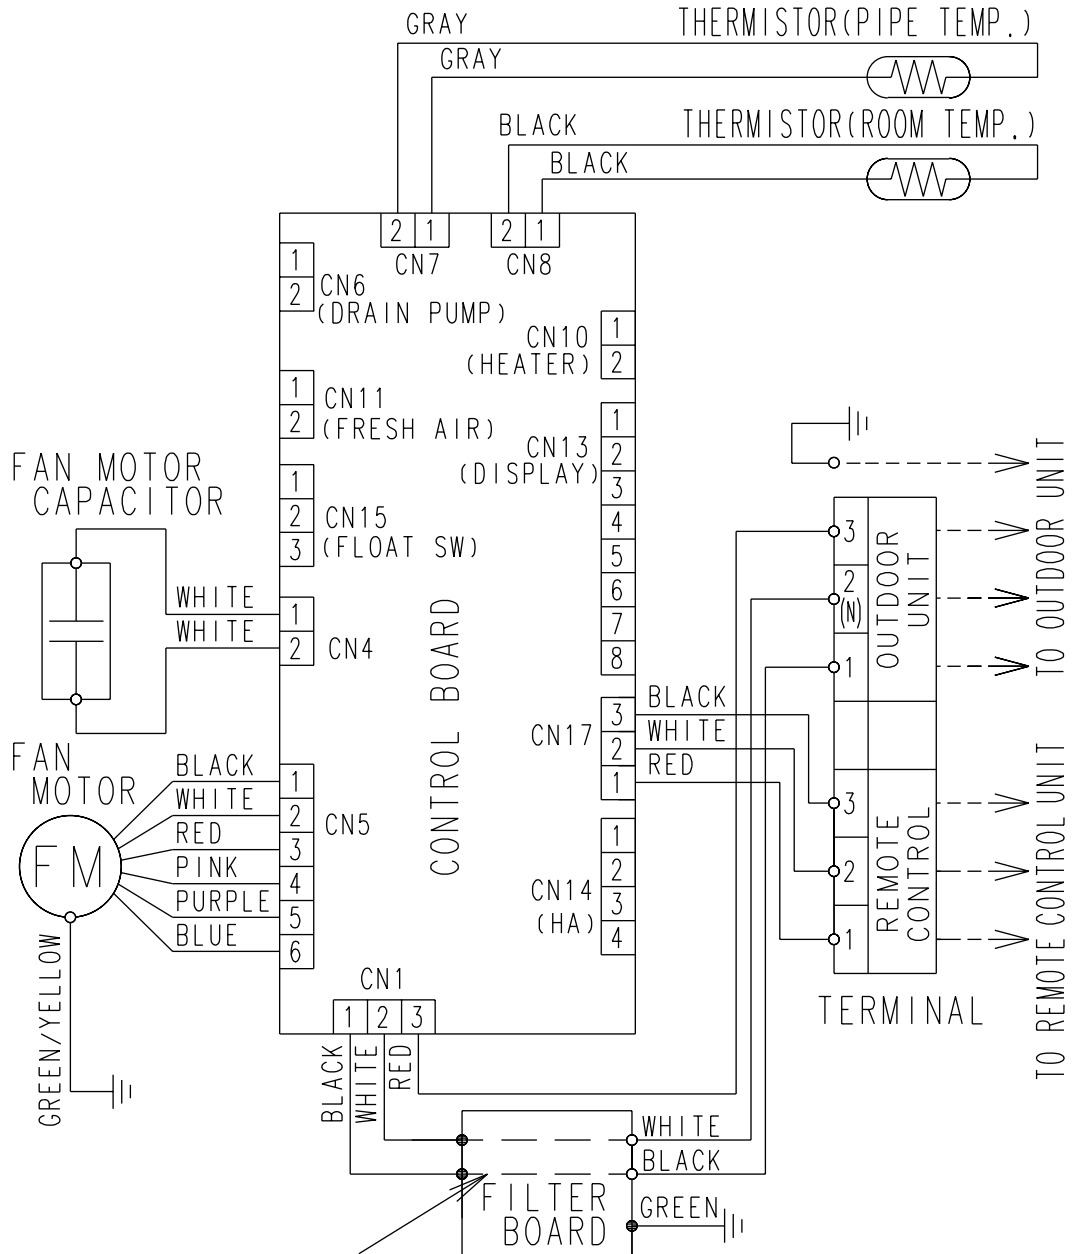 GRAY
THERMISTOR(PIPE TEMP.)
GRAY
BLACK
THERMISTOR(ROOM TEMP.)
BLACK
2 1
CN7
2 1
CN8
1
2
CN6
(DRAIN PUMP)
CN10
(HEATER)
1
2
1
2
CN11
(FRESH AIR)
CN13
(DISPLAY)
1
2
3
4
5
6
7
8
FAN MOTOR
CAPACITOR
1
2
3
CN15
(FLOAT SW)
WHITE
WHITE
1
2
CN4
CONTROL BOARD
FAN
MOTOR
FM
BLACK
WHITE
RED
PINK
PURPLE
BLUE
1
2
3
4
5
6
CN5
GREEN/YELLOW
CN17
3
2
1
BLACK
WHITE
RED
CN14
(HA)
1
2
3
4
3
2
(N)
1
OUTDOOR
UNIT
TO OUTDOOR UNIT
3
2
1
REMOTE
CONTROL
TO REMOTE CONTROL UNIT
TERMINAL
CN1
1 2 3
BLACK
WHITE
RED
WHITE
BLACK
FILTER
BOARD
GREEN